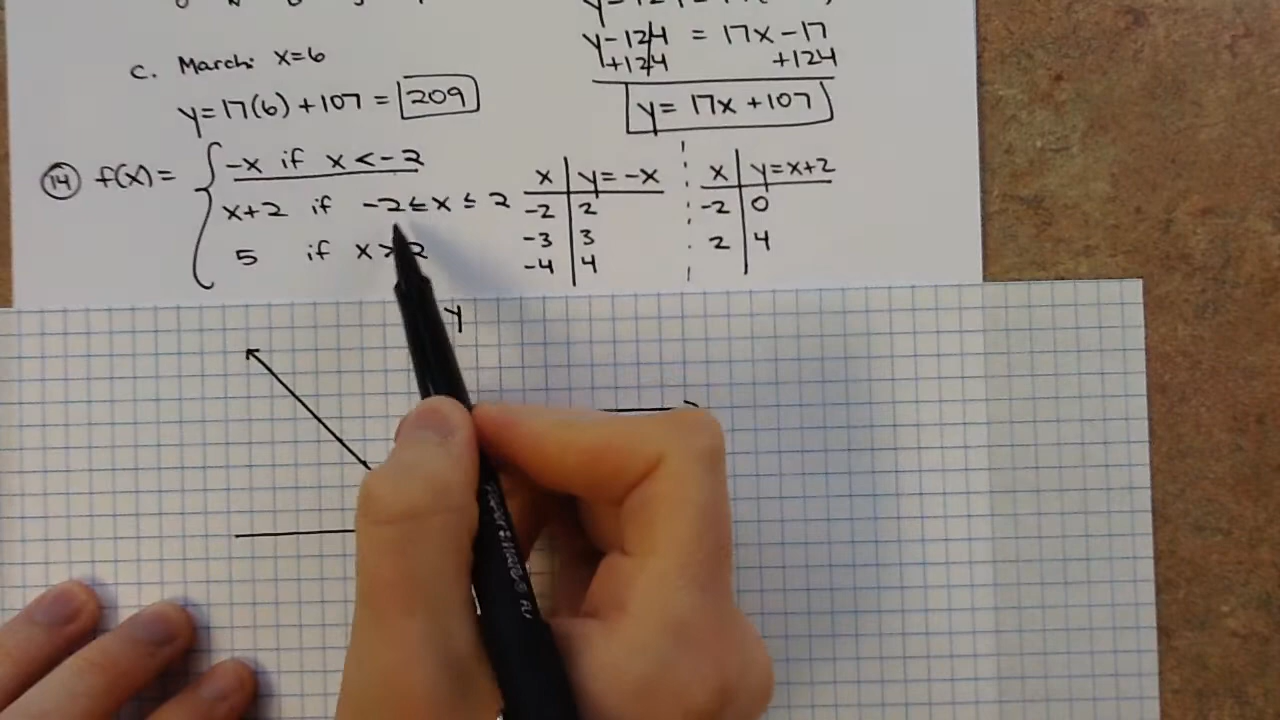 y-124 = 17x-17
+124 +124
y= 17x +107
c. March: x=6
y=17(6)+107 = 209
14 f(x)= { -x if x<-2
x+2 if -2≤x≤2
5 if x>2
x | y=-x
-2 | 2
-3 | 3
-4 | 4
x | y=x+2
-2 | 0
2 | 4
y